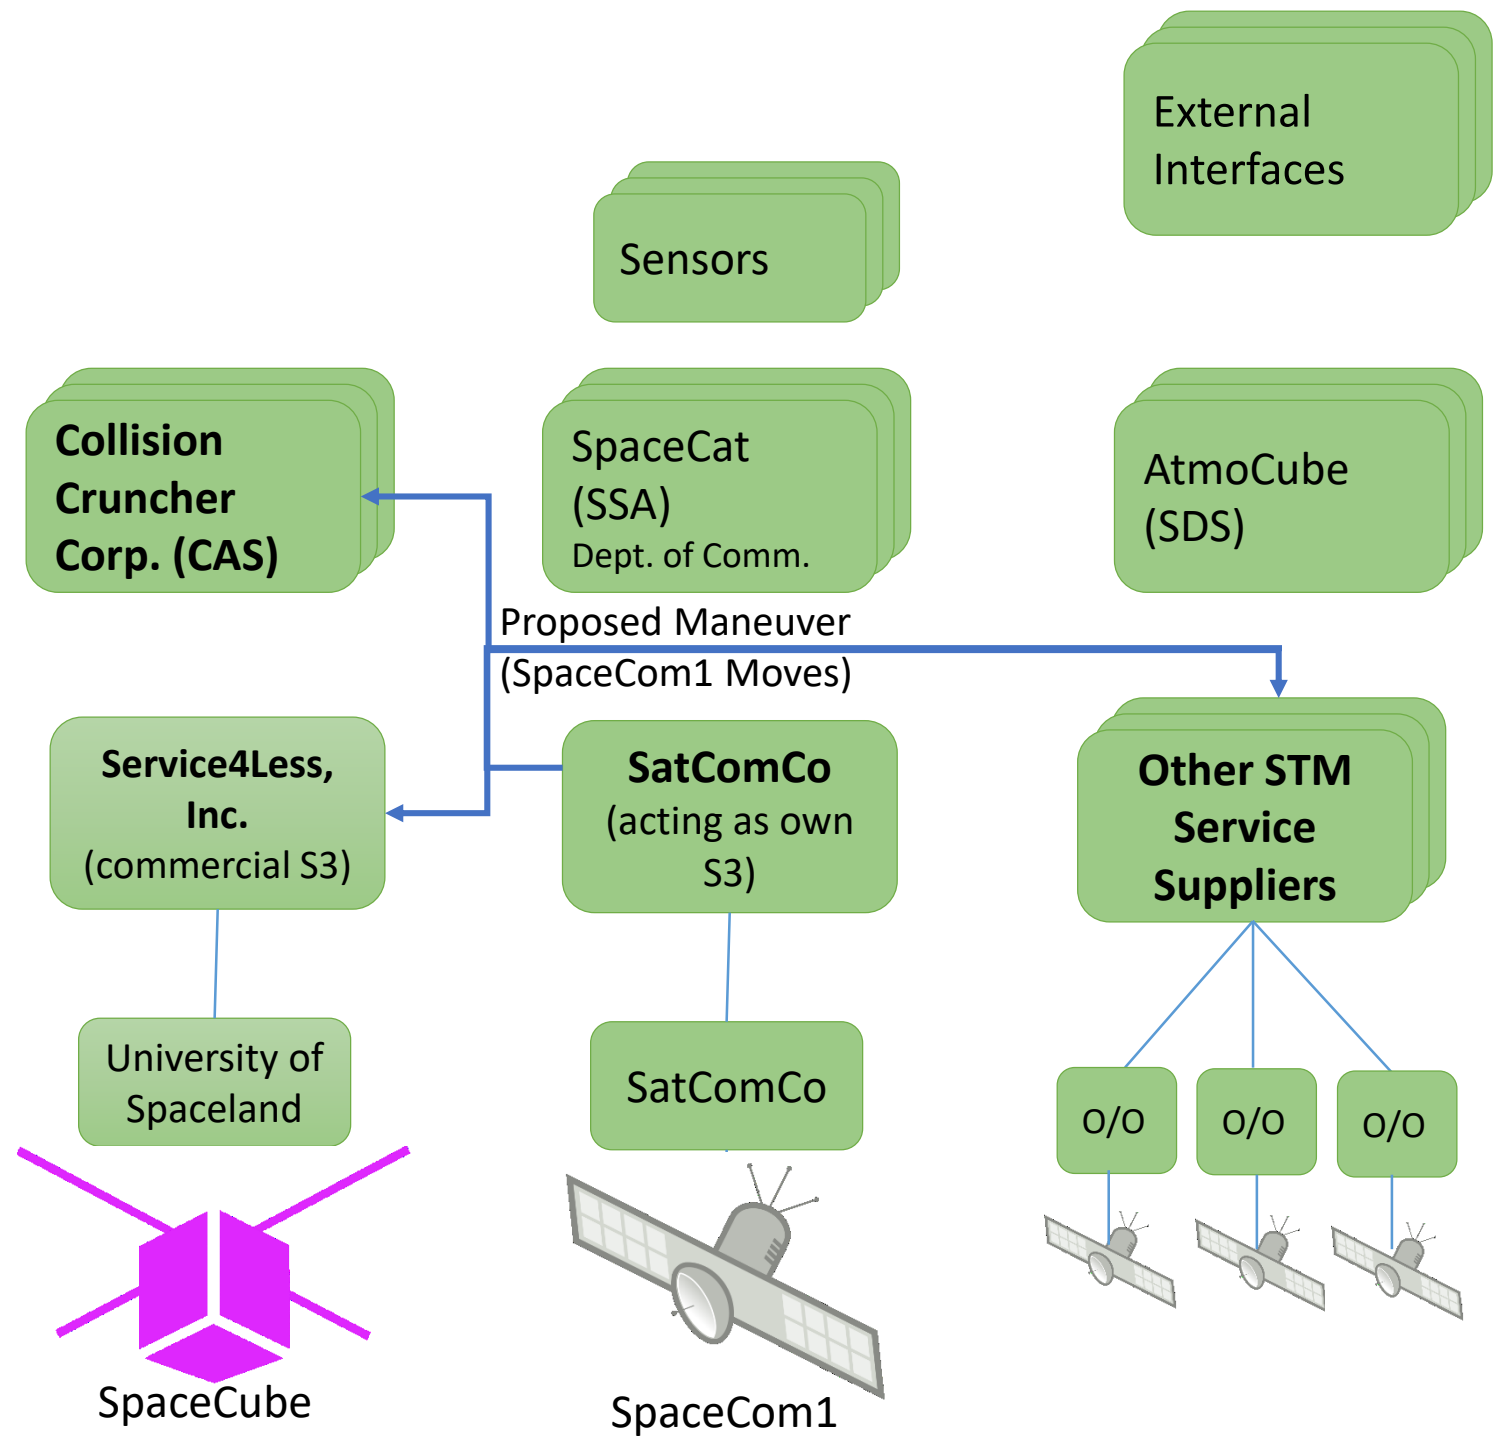 External
Interfaces
Sensors
Collision
Cruncher
Corp. (CAS)
SpaceCat
(SSA)
Dept. of Comm.
AtmoCube
(SDS)
Proposed Maneuver
(SpaceCom1 Moves)
Service4Less,
Inc.
(commercial S3)
SatComCo
(acting as own
S3)
Other STM
Service
Suppliers
University of
Spaceland
SatComCo
O/O
O/O
O/O
SpaceCube
SpaceCom1